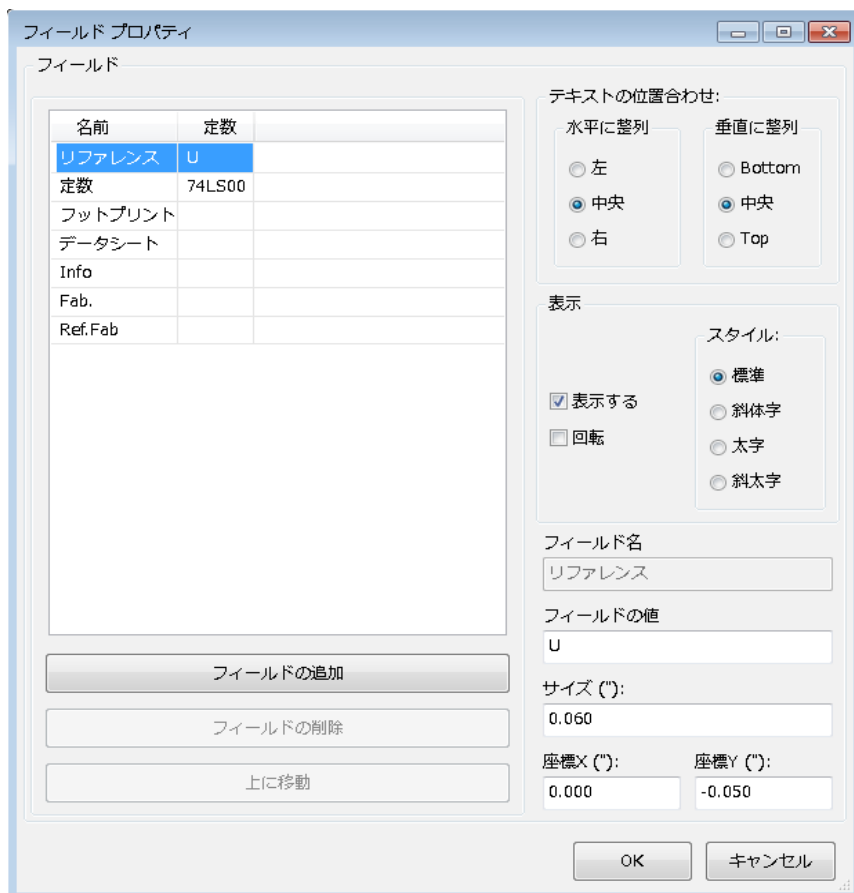 フィールド プロパティ
フィールド
名前 定数
リファレンス U
定数 74LS00
フットプリント
データシート
Info
Fab.
Ref.Fab
フィールドの追加
フィールドの削除
上に移動
テキストの位置合わせ:
水平に整列
左
中央
右
垂直に整列
Bottom
中央
Top
表示
表示する
回転
スタイル:
標準
斜体字
太字
斜太字
フィールド名
リファレンス
フィールドの値
U
サイズ ("):
0.060
座標X ("): 座標Y ("):
0.000 -0.050
OK キャンセル